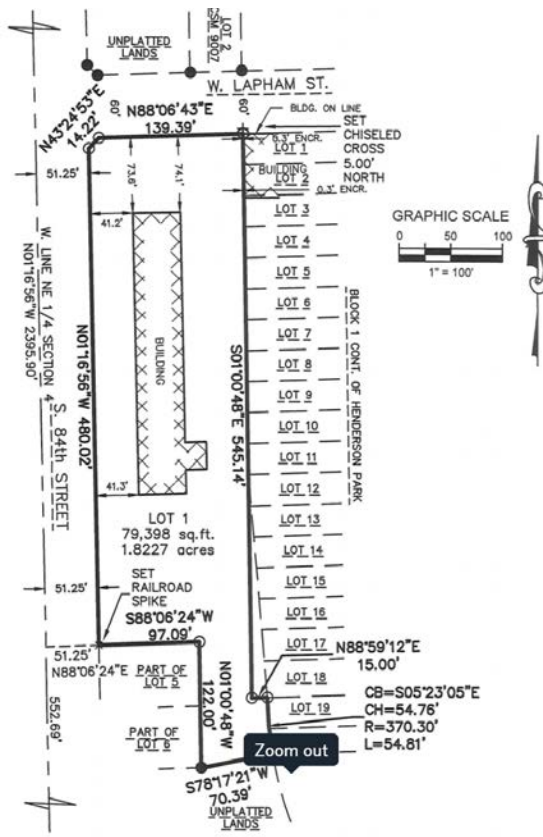 UNPLATTED
LANDS
LOT 2
CSM 9007
W. LAPHAM ST.
N43°24'53"E
14.22'
60'
N88°06'43"E
139.39'
60'
BLDG. ON LINE
SET
CHISELED
CROSS
5.00'
NORTH
0.3' ENCR.
LOT 1
BUILDING
LOT 2
0.3' ENCR.
51.25'
73.6'
74.1'
41.2'
LOT 3
LOT 4
LOT 5
LOT 6
LOT 7
LOT 8
LOT 9
LOT 10
LOT 11
LOT 12
LOT 13
LOT 14
LOT 15
LOT 16
LOT 17
LOT 18
LOT 19
GRAPHIC SCALE
0 50 100
1" = 100'
BLOCK 1 CONT. OF HENDERSON PARK
W. LINE NE 1/4 SECTION 4
N01°16'56"W 2395.90'
S. 84th STREET
N01°16'56"W 480.02'
BUILDING
S01°00'48"E 545.14'
41.3'
LOT 1
79,398 sq.ft.
1.8227 acres
SET
RAILROAD
SPIKE
51.25'
S88°06'24"W
97.09'
51.25'
N88°06'24"E
552.69'
PART OF
LOT 5
PART OF
LOT 6
N01°00'48"W
122.00'
N88°59'12"E
15.00'
CB=S05°23'05"E
CH=54.76'
R=370.30'
L=54.81'
Zoom out
S78°17'21"W
70.39'
UNPLATTED
LANDS